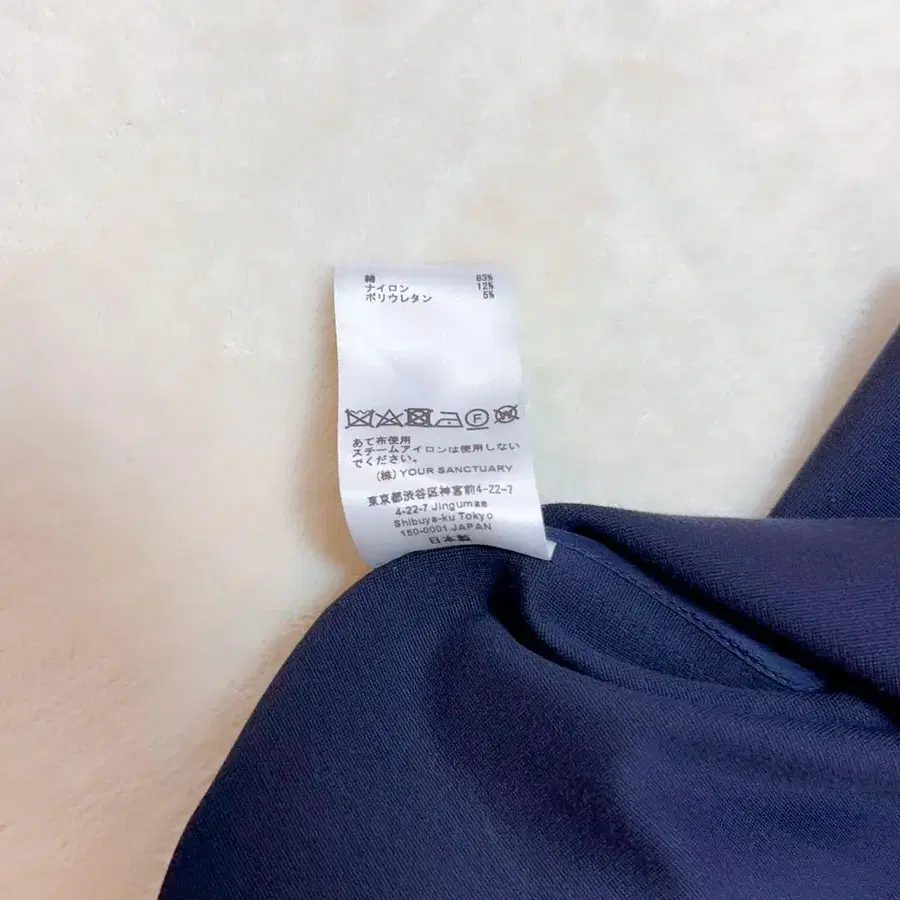 綿 83%
ナイロン 12%
ポリウレタン 5%
あて布使用
スチームアイロンは使用しない
でください。
(株) YOUR SANCTUARY
東京都渋谷区神宮前4-22-7
4-22-7 Jingumae
Shibuya-ku Tokyo
150-0001 JAPAN
日本製